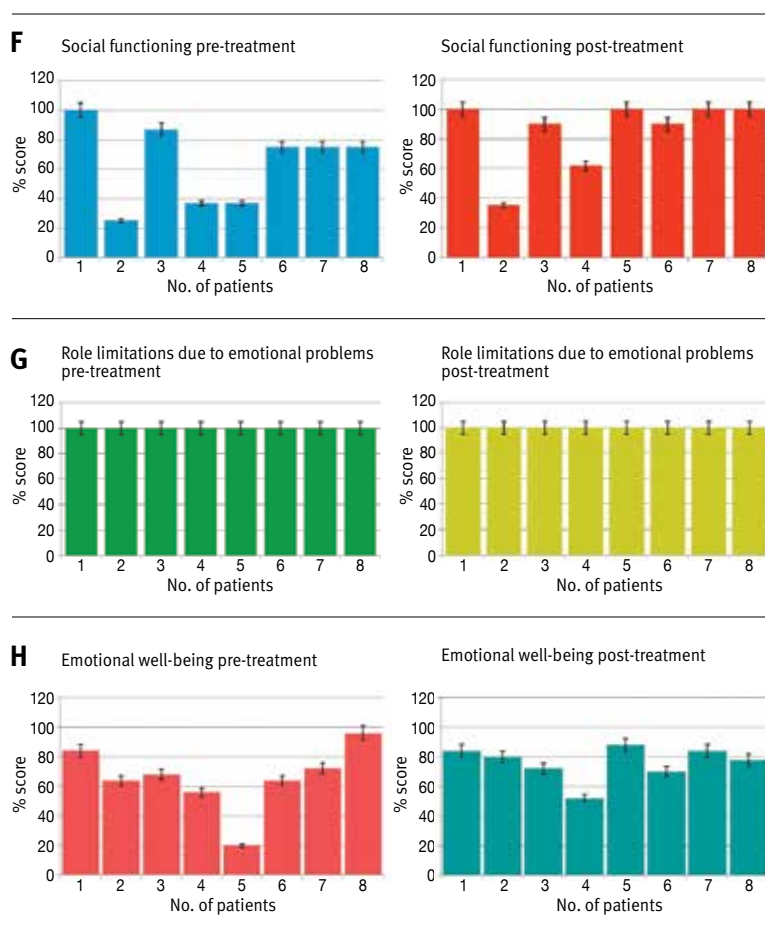 F
Social functioning pre-treatment
% score
120
100
80
60
40
20
0
1 2 3 4 5 6 7 8
No. of patients
Social functioning post-treatment
% score
120
100
80
60
40
20
0
1 2 3 4 5 6 7 8
No. of patients
G
Role limitations due to emotional problems
pre-treatment
% score
120
100
80
60
40
20
0
1 2 3 4 5 6 7 8
No. of patients
Role limitations due to emotional problems
post-treatment
% score
120
100
80
60
40
20
0
1 2 3 4 5 6 7 8
No. of patients
H
Emotional well-being pre-treatment
% score
120
100
80
60
40
20
0
1 2 3 4 5 6 7 8
No. of patients
Emotional well-being post-treatment
% score
120
100
80
60
40
20
0
1 2 3 4 5 6 7 8
No. of patients